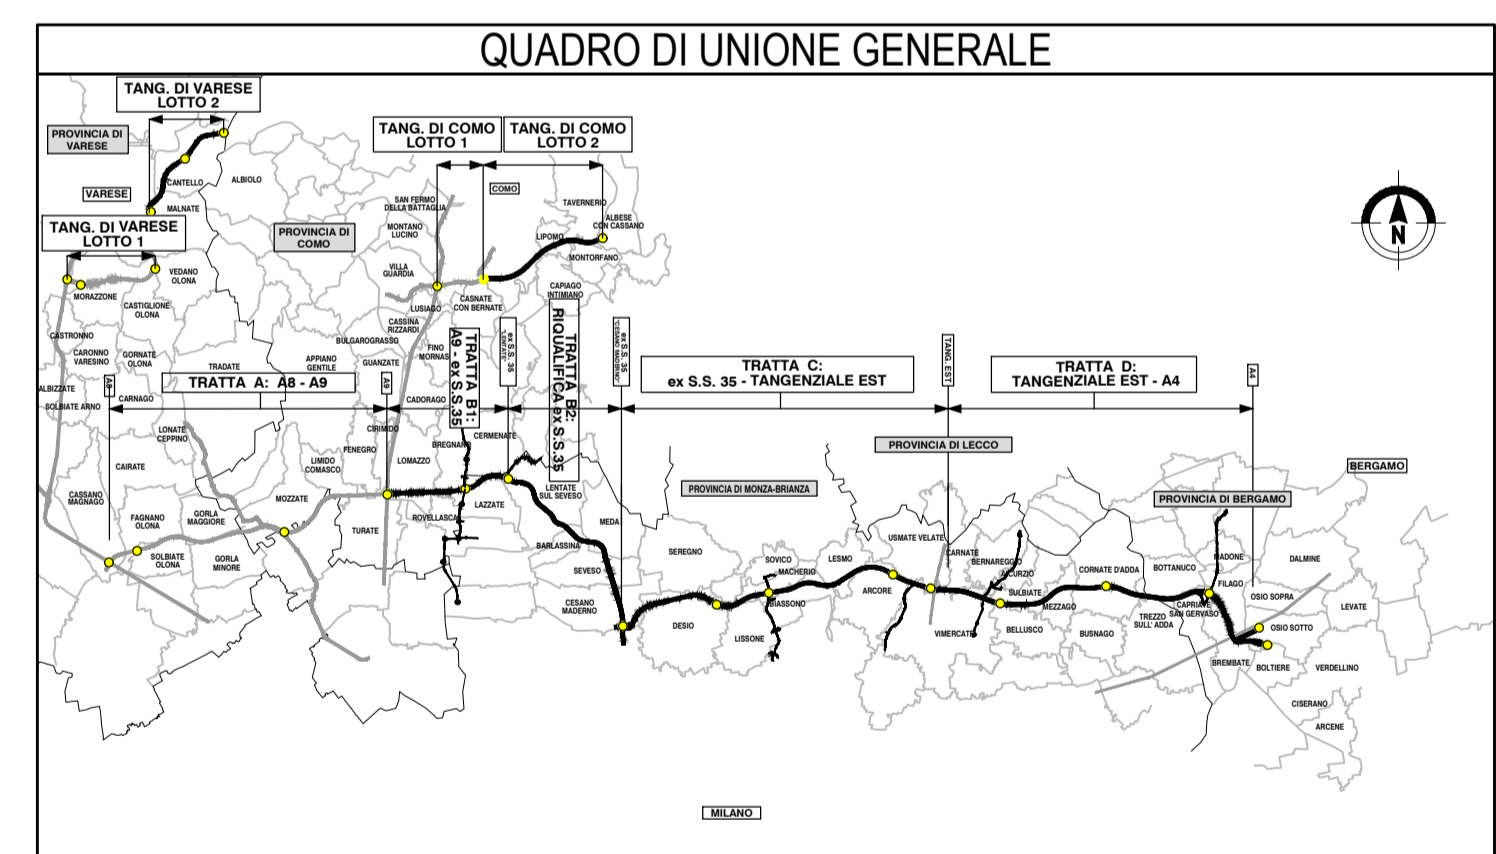 QUADRO DI UNIONE GENERALE
TANG. DI VARESE
LOTTO 2
PROVINCIA DI
VARESE
VARESE
CANTELLO
ALBIOLO
MALNATE
TANG. DI VARESE
LOTTO 1
VEDANO
OLONA
MORAZZONE
CASTIGLIONE
OLONA
PROVINCIA DI
COMO
TANG. DI COMO
LOTTO 1
TANG. DI COMO
LOTTO 2
COMO
SAN FERMO
DELLA BATTAGLIA
MONTANO
LUCINO
VILLA
GUARDIA
TAVERNERIO
ALBESE
CON CASSANO
LIPOMO
MONTORFANO
CAPIAGO
INTIMIANO
LUSIAGO
CASNATE
CON BERNATE
CASSINA
RIZZARDI
BULGAROGRASSO
FINO
MORNAS
GUANZATE
APPIANO
GENTILE
CASTRONNO
CARONNO
VARESINO
GORNATE
OLONA
TRADATE
ALBIZZATE
SOLBIATE ARNO
CARNAGO
A8
TRATTA A: A8 - A9
A9
TRATTA B1:
A9 - ex S.S.35
ex S.S. 35
"LENTATE"
TRATTA B2:
RIQUALIFICA ex S.S.35
ex S.S. 35
"CESANO MADERNO"
TRATTA C:
ex S.S. 35 - TANGENZIALE EST
TANG. EST
TRATTA D:
TANGENZIALE EST - A4
A4
CADORAGO
CIRIMIDO
LONATE
CEPPINO
FENEGRO
BREGNANO
CERMENATE
LOMAZZO
LIMIDO
COMASCO
CAIRATE
MOZZATE
CASSANO
MAGNAGO
FAGNANO
OLONA
GORLA
MAGGIORE
TURATE
ROVELLASCA
LAZZATE
LENTATE
SUL SEVESO
SOLBIATE
OLONA
GORLA
MINORE
MEDA
BARLASSINA
SEVESO
CESANO
MADERNO
PROVINCIA DI MONZA-BRIANZA
PROVINCIA DI LECCO
PROVINCIA DI BERGAMO
BERGAMO
SEREGNO
SOVICO
MACHERIO
LESMO
USMATE VELATE
CARNATE
BERNAREGGIO
AICURZIO
SULBIATE
MEZZAGO
CORNATE D'ADDA
BOTTANUCO
MADONE
DALMINE
FILAGO
OSIO SOPRA
LEVATE
ARCORE
BIASSONO
DESIO
LISSONE
VIMERCATE
BELLUSCO
BUSNAGO
TREZZO
SULL' ADDA
CAPRIATE
SAN GERVASO
OSIO SOTTO
BREMBATE
BOLTIERE
VERDELLINO
CISERANO
ARCENE
N
MILANO